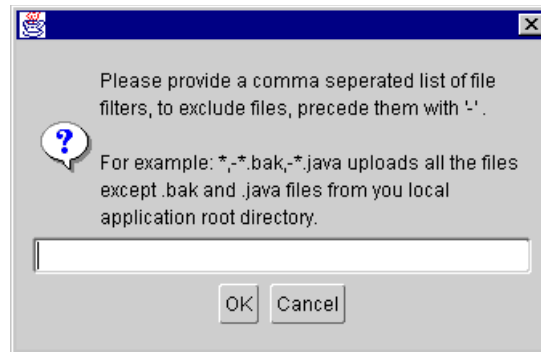 Please provide a comma seperated list of file
filters, to exclude files, precede them with '-' .
For example: *,-*.bak,-*.java uploads all the files
except .bak and .java files from you local
application root directory.
OK Cancel